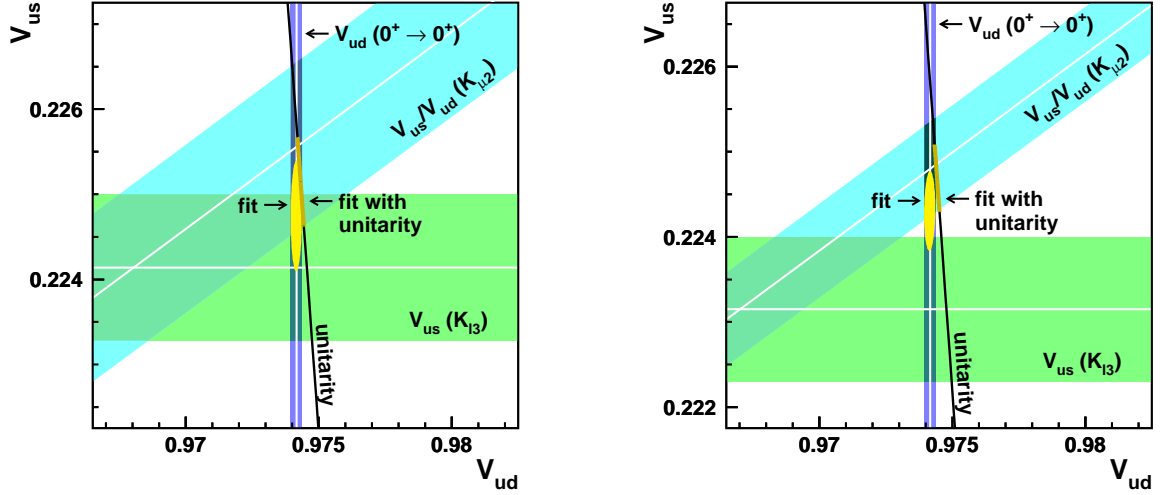 V_us
V_ud (0⁺ → 0⁺)
V_us/V_ud (K_μ2)
0.226
fit
fit with
unitarity
0.224
V_us (K_l3)
unitarity
0.97
0.975
0.98
V_ud
V_us
V_ud (0⁺ → 0⁺)
0.226
V_us/V_ud (K_μ2)
fit
fit with
unitarity
0.224
V_us (K_l3)
unitarity
0.222
0.97
0.975
0.98
V_ud